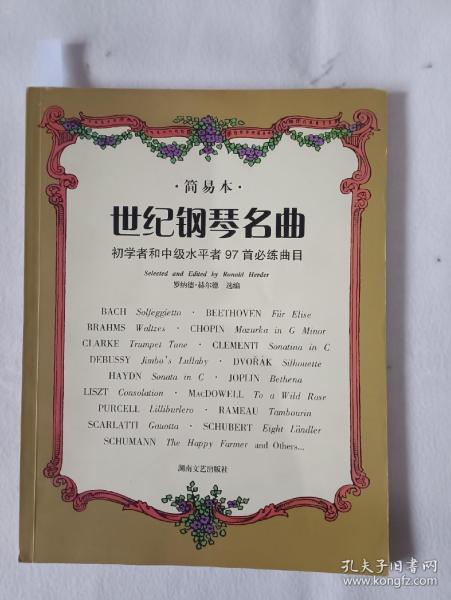 ·简易本·
世纪钢琴名曲
初学者和中级水平者97首必练曲目
Selected and Edited by Ronald Herder
罗纳德·赫尔德 选编
BACH Solfeggietto · BEETHOVEN Für Elise
BRAHMS Waltzes · CHOPIN Mazurka in G Minor
CLARKE Trumpet Tune · CLEMENTI Sonatina in C
DEBUSSY Jimbo's Lullaby · DVOŘÁK Silhouette
HAYDN Sonata in C · JOPLIN Bethena
LISZT Consolation · MACDOWELL To a Wild Rose
PURCELL Lilliburlero · RAMEAU Tambourin
SCARLATTI Gavotta · SCHUBERT Eight Ländler
SCHUMANN The Happy Farmer and Others...
湖南文艺出版社
孔夫子旧书网
www.kongfz.com